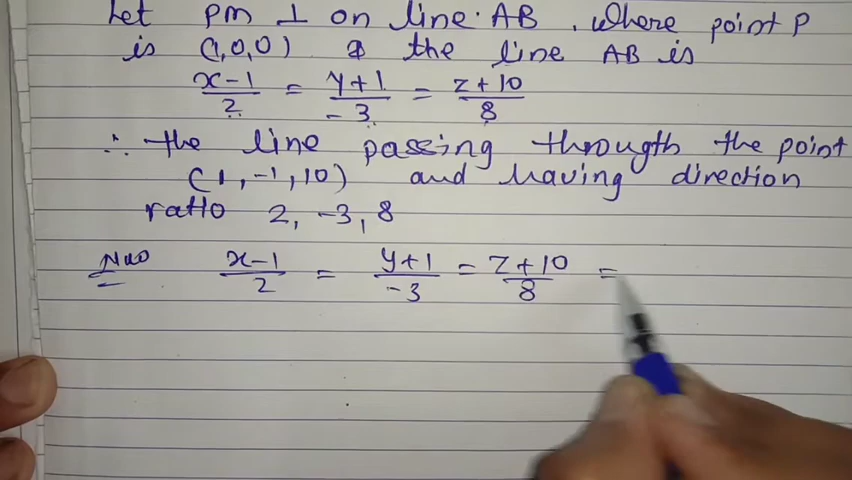 Let PM ⊥ on line AB , where point P
is (1,0,0) & the line AB is
x-1/2 = y+1/-3 = z+10/8
∴ the line passing througth the point
(1,-1,10) and having direction
ratio 2, -3, 8
x-1/2 = y+1/-3 = z+10/8 =